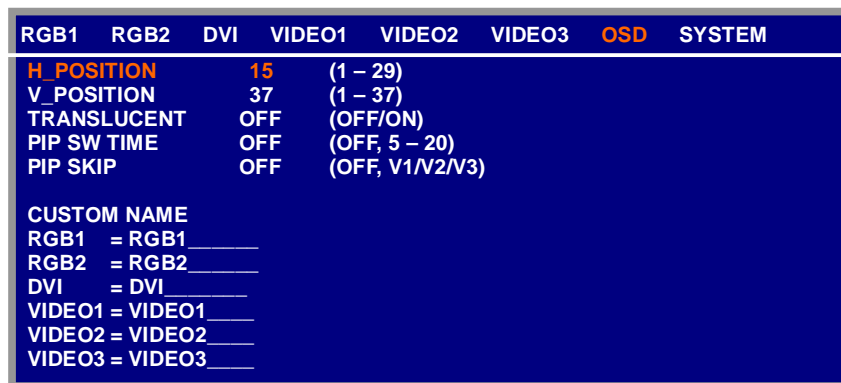 RGB1 RGB2 DVI VIDEO1 VIDEO2 VIDEO3 OSD SYSTEM
H_POSITION 15 (1 – 29)
V_POSITION 37 (1 – 37)
TRANSLUCENT OFF (OFF/ON)
PIP SW TIME OFF (OFF, 5 – 20)
PIP SKIP OFF (OFF, V1/V2/V3)
CUSTOM NAME
RGB1 = RGB1______
RGB2 = RGB2______
DVI = DVI_______
VIDEO1 = VIDEO1____
VIDEO2 = VIDEO2____
VIDEO3 = VIDEO3____